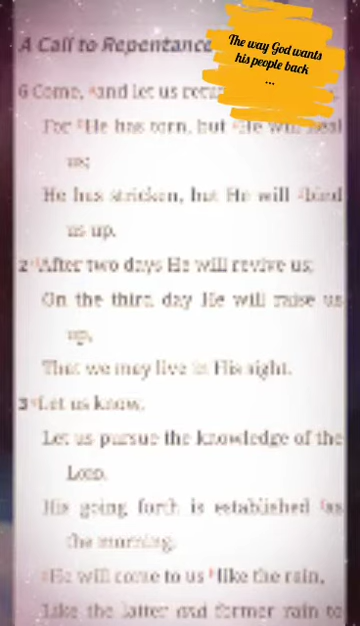 The way God wants
his people back
...
A Call to Repentance
6 Come, and let us
For He has torn, but He will heal
us;
He has stricken, but He will bind
us up.
2 After two days He will revive us;
On the third day He will raise us
up,
That we may live in His sight.
3 Let us know,
Let us pursue the knowledge of the
LORD.
His going forth is established as
the morning;
He will come to us like the rain,
Like the latter and former rain to